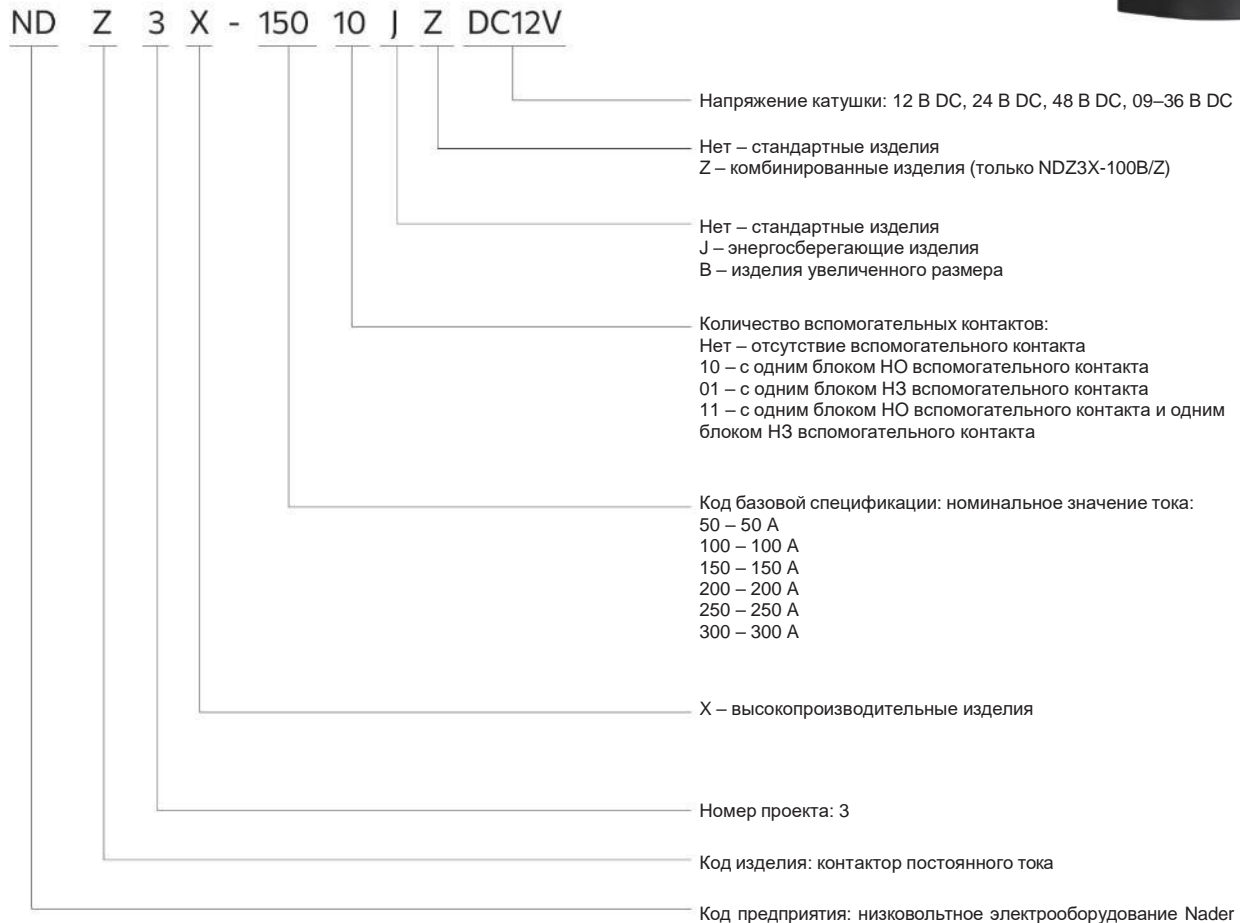 ND Z 3 X - 150 10 J Z DC12V
Напряжение катушки: 12 В DC, 24 В DC, 48 В DC, 09–36 В DC
Нет – стандартные изделия
Z – комбинированные изделия (только NDZ3X-100B/Z)
Нет – стандартные изделия
J – энергосберегающие изделия
B – изделия увеличенного размера
Количество вспомогательных контактов:
Нет – отсутствие вспомогательного контакта
10 – с одним блоком НО вспомогательного контакта
01 – с одним блоком НЗ вспомогательного контакта
11 – с одним блоком НО вспомогательного контакта и одним
блоком НЗ вспомогательного контакта
Код базовой спецификации: номинальное значение тока:
50 – 50 А
100 – 100 А
150 – 150 А
200 – 200 А
250 – 250 А
300 – 300 А
X – высокопроизводительные изделия
Номер проекта: 3
Код изделия: контактор постоянного тока
Код предприятия: низковольтное электрооборудование Nader